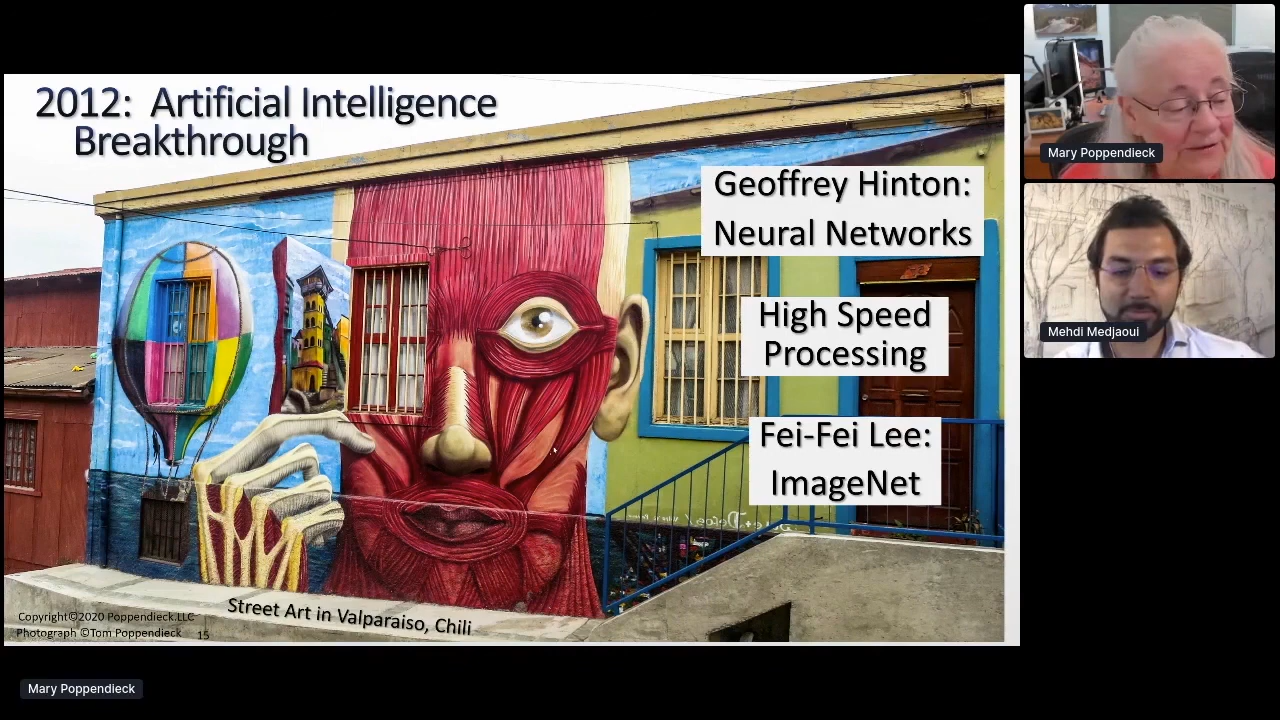 2012: Artificial Intelligence
Breakthrough
Geoffrey Hinton:
Neural Networks
High Speed
Processing
Fei-Fei Lee:
ImageNet
Street Art in Valparaiso, Chili
Copyright©2020 Poppendieck.LLC
Photograph ©Tom Poppendieck 15
Mary Poppendieck
Mehdi Medjaoui
Mary Poppendieck